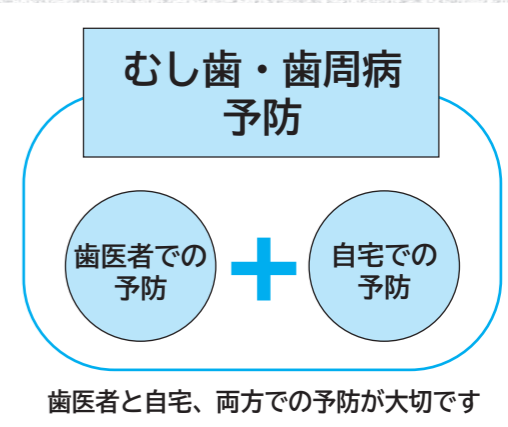 むし歯・歯周病
予防
歯医者での
予防
+
自宅での
予防
歯医者と自宅、両方での予防が大切です